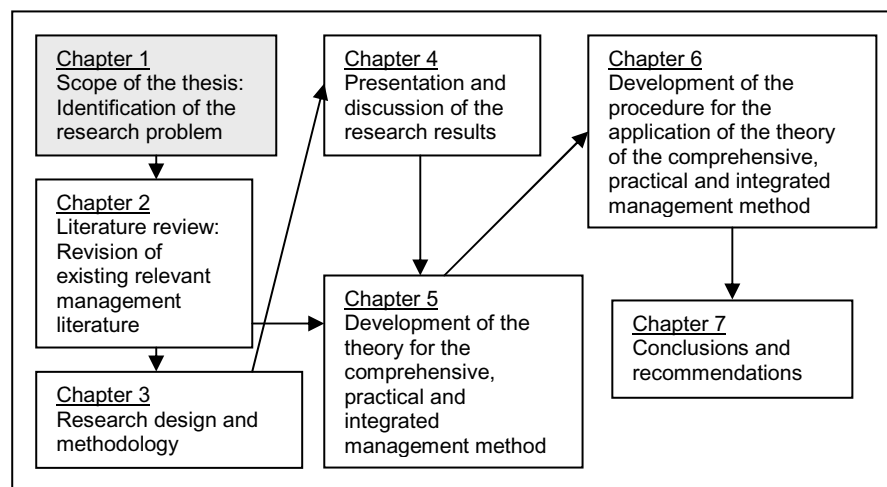 Chapter 1
Scope of the thesis:
Identification of the
research problem
Chapter 2
Literature review:
Revision of
existing relevant
management
literature
Chapter 3
Research design and
methodology
Chapter 4
Presentation and
discussion of the
research results
Chapter 5
Development of the
theory for the
comprehensive,
practical and
integrated
management method
Chapter 6
Development of the
procedure for the
application of the theory
of the comprehensive,
practical and integrated
management method
Chapter 7
Conclusions and
recommendations